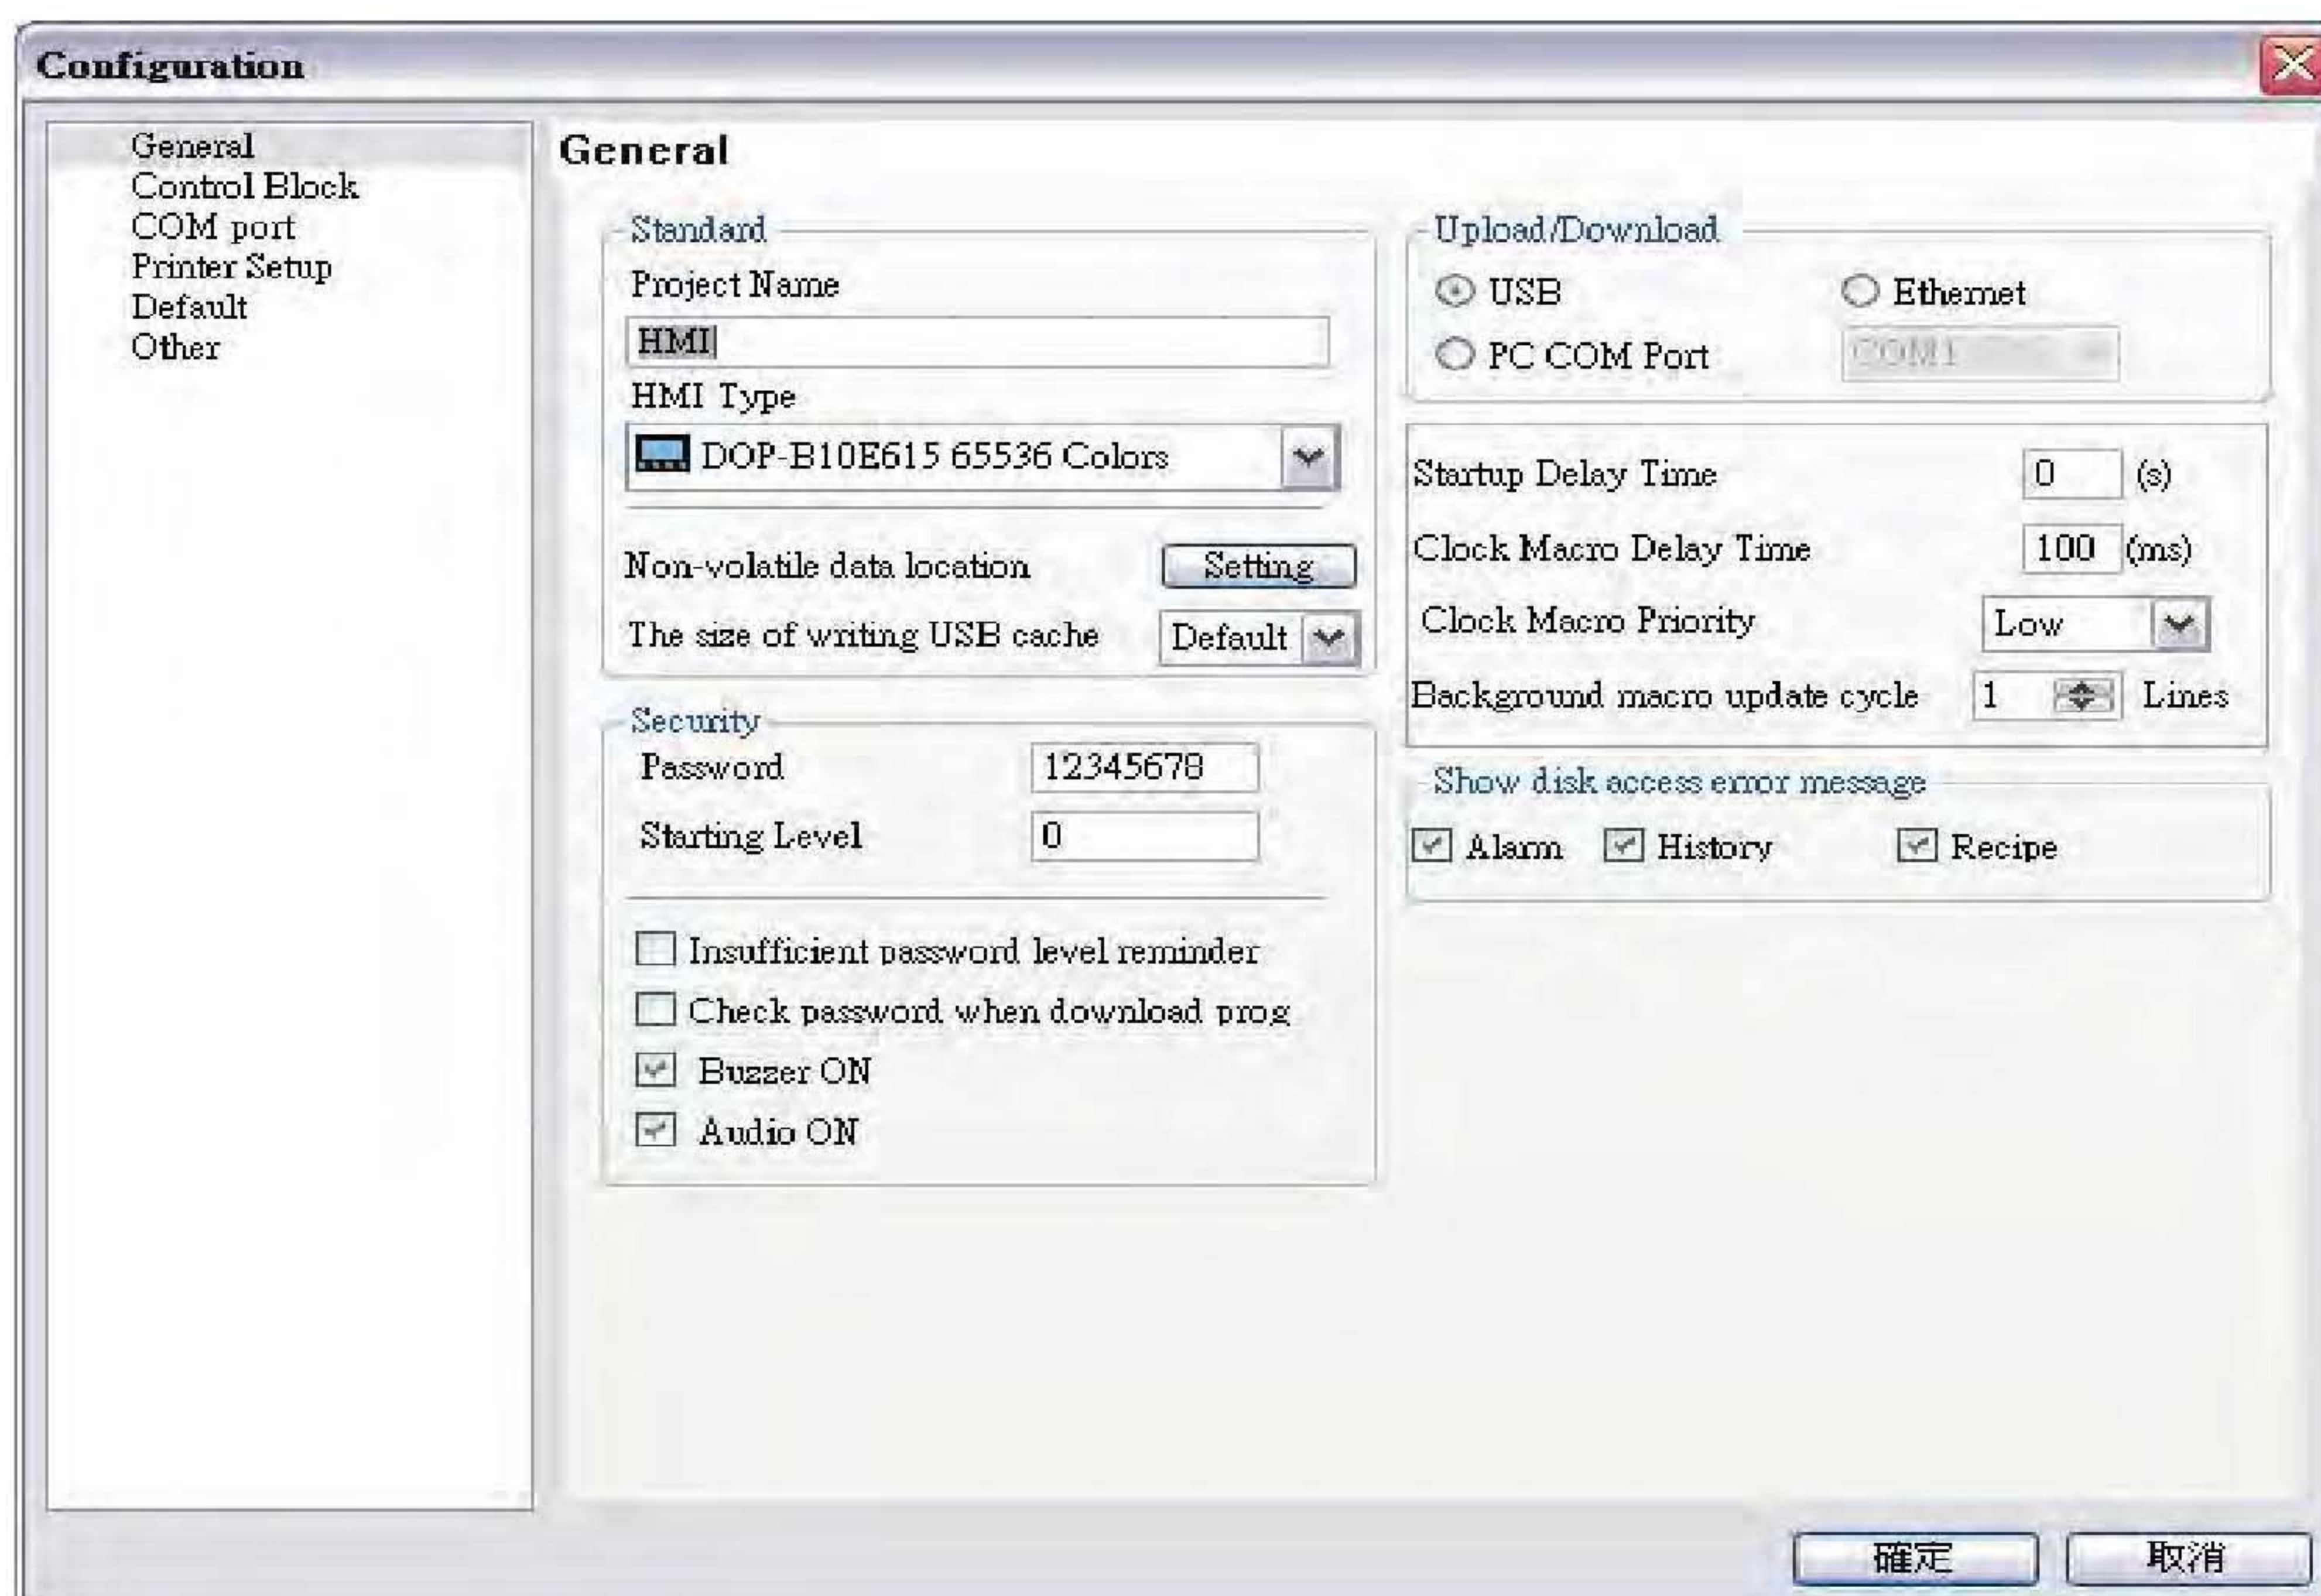 Configuration
General
Control Block
COM port
Printer Setup
Default
Other
General
Standard
Project Name
HMI
HMI Type
DOP-B10E615 65536 Colors
Non-volatile data location Setting
The size of writing USB cache Default
Security
Password 12345678
Starting Level 0
Insufficient password level reminder
Check password when download prog
Buzzer ON
Audio ON
Upload/Download
USB Ethernet
PC COM Port COM1
Startup Delay Time 0 (s)
Clock Macro Delay Time 100 (ms)
Clock Macro Priority Low
Background macro update cycle 1 Lines
Show disk access error message
Alarm History Recipe
確定 取消